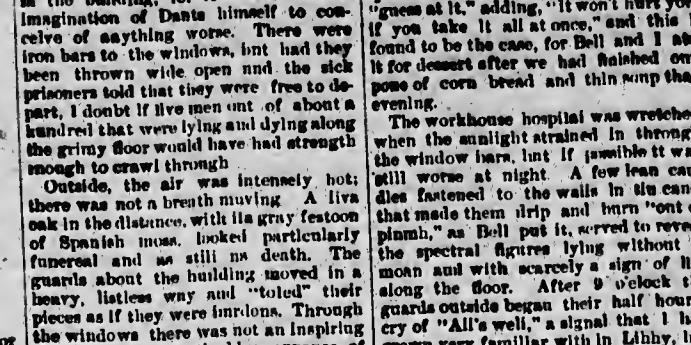 Imagination of Dante himself to con-
ceive of anything worse. There were
iron bars to the windows, but had they
been thrown wide open and the sick
prisoners told that they were free to de-
part, I doubt if five men out of about a
hundred that were lying and dying along
the grimy floor would have had strength
enough to crawl through
Outside, the air was intensely hot;
there was not a breath moving A live
oak in the distance, with its gray festoon
of Spanish moss, looked particularly
funereal and as still as death. The
guards about the building moved in a
heavy, listless way and "toted" their
pieces as if they were burdens. Through
the windows there was not an inspiring
"guess at it," adding, "It won't hurt you
if you take it all at once," and this
found to be the case, for Bell and I at
it for dessert after we had finished our
pone of corn bread and thin soup that
evening.
The workhouse hospital was wretched
when the sunlight strained in through
the window bars, but if possible it was
still worse at night. A few lean can
dles fastened to the walls in tin can
that made them drip and burn "out o
plumb," as Bell put it, served to reve
the spectral figures lying without
moan and with scarcely a sign of li
along the floor. After 9 o'clock t
guards outside began their half hour
cry of "All's well," a signal that I h
familiar with in Libby,